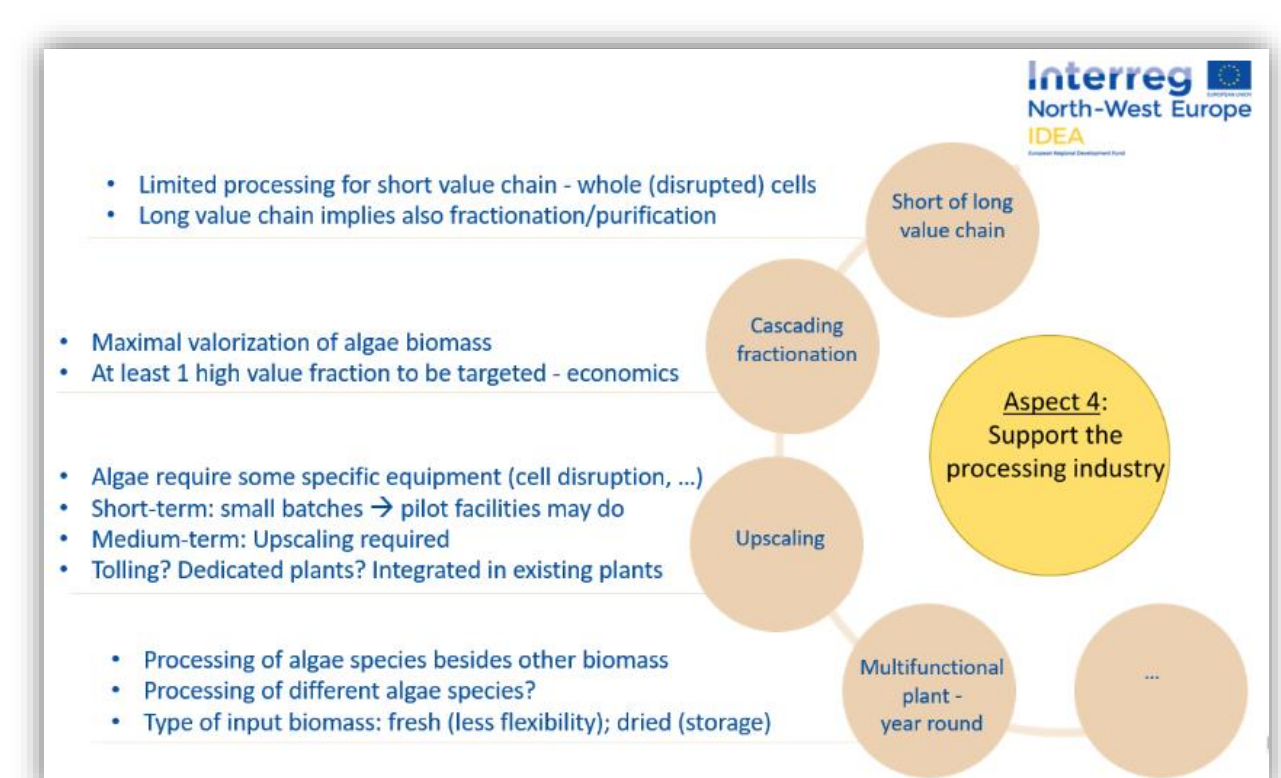 Interreg
EUROPEAN UNION
North-West Europe
IDEA
European Regional Development Fund
• Limited processing for short value chain - whole (disrupted) cells
• Long value chain implies also fractionation/purification
Short of long
value chain
• Maximal valorization of algae biomass
• At least 1 high value fraction to be targeted - economics
Cascading
fractionation
Aspect 4:
Support the
processing industry
• Algae require some specific equipment (cell disruption, ...)
• Short-term: small batches → pilot facilities may do
• Medium-term: Upscaling required
• Tolling? Dedicated plants? Integrated in existing plants
Upscaling
• Processing of algae species besides other biomass
• Processing of different algae species?
• Type of input biomass: fresh (less flexibility); dried (storage)
Multifunctional
plant -
year round
...